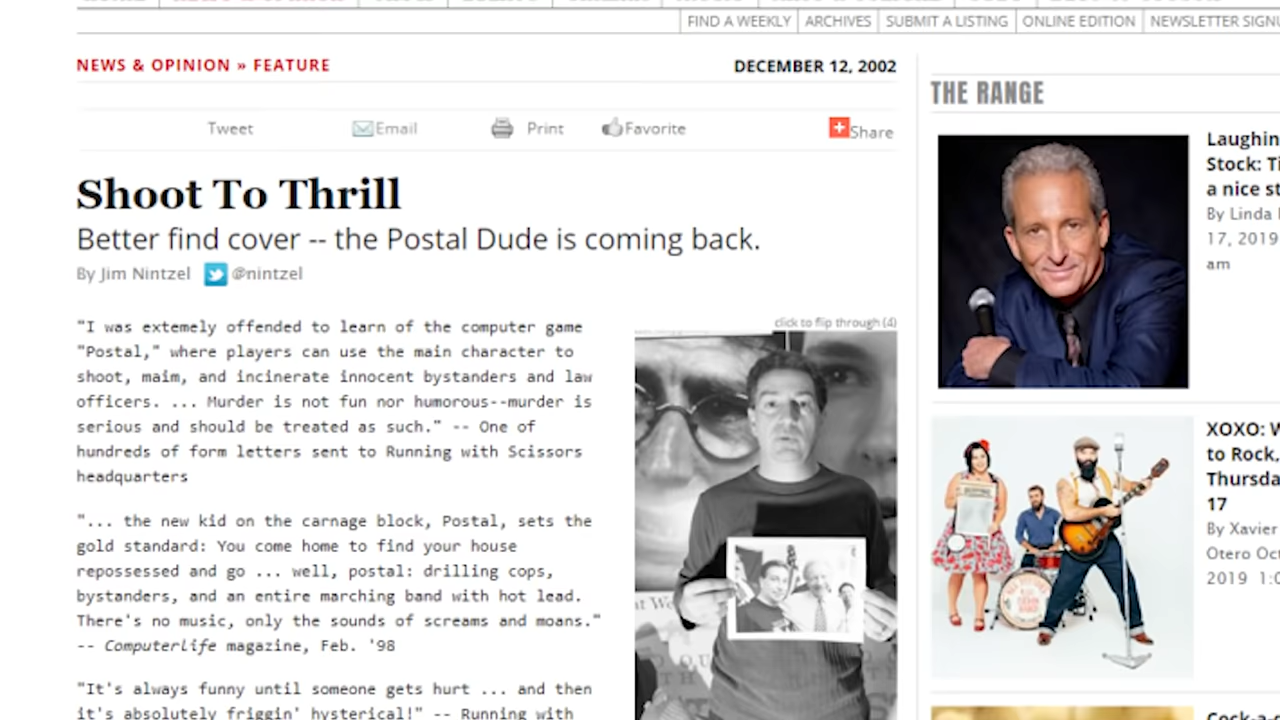 FIND A WEEKLY
ARCHIVES
SUBMIT A LISTING
ONLINE EDITION
NEWSLETTER SIGNU
NEWS & OPINION » FEATURE
DECEMBER 12, 2002
Tweet
Email
Print
Favorite
Share
Shoot To Thrill
Better find cover -- the Postal Dude is coming back.
By Jim Nintzel @nintzel
click to flip through (4)
"I was extemely offended to learn of the computer game
"Postal," where players can use the main character to
shoot, maim, and incinerate innocent bystanders and law
officers. ... Murder is not fun nor humorous--murder is
serious and should be treated as such." -- One of
hundreds of form letters sent to Running with Scissors
headquarters
"... the new kid on the carnage block, Postal, sets the
gold standard: You come home to find your house
repossessed and go ... well, postal: drilling cops,
bystanders, and an entire marching band with hot lead.
There's no music, only the sounds of screams and moans."
-- Computerlife magazine, Feb. '98
"It's always funny until someone gets hurt ... and then
it's absolutely friggin' hysterical!" -- Running with
THE RANGE
Laughin
Stock: Ti
a nice st
By Linda
17, 2019
am
XOXO: W
to Rock,
Thursda
17
By Xavier
Otero Oct
2019 1:0